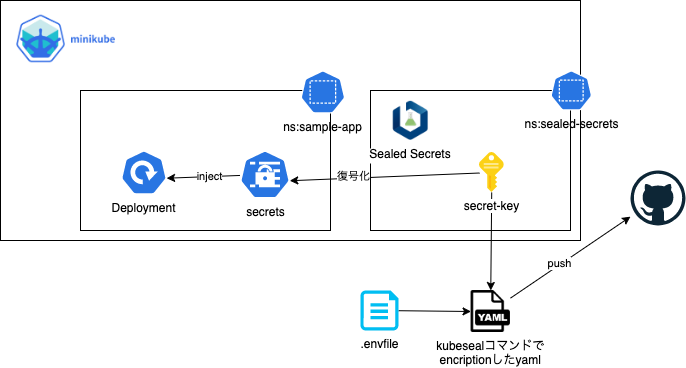 minikube
ns:sample-app
ns:sealed-secrets
Sealed Secrets
inject
復号化
Deployment
secrets
secret-key
push
YAML
.envfile
kubesealコマンドで
encriptionしたyaml